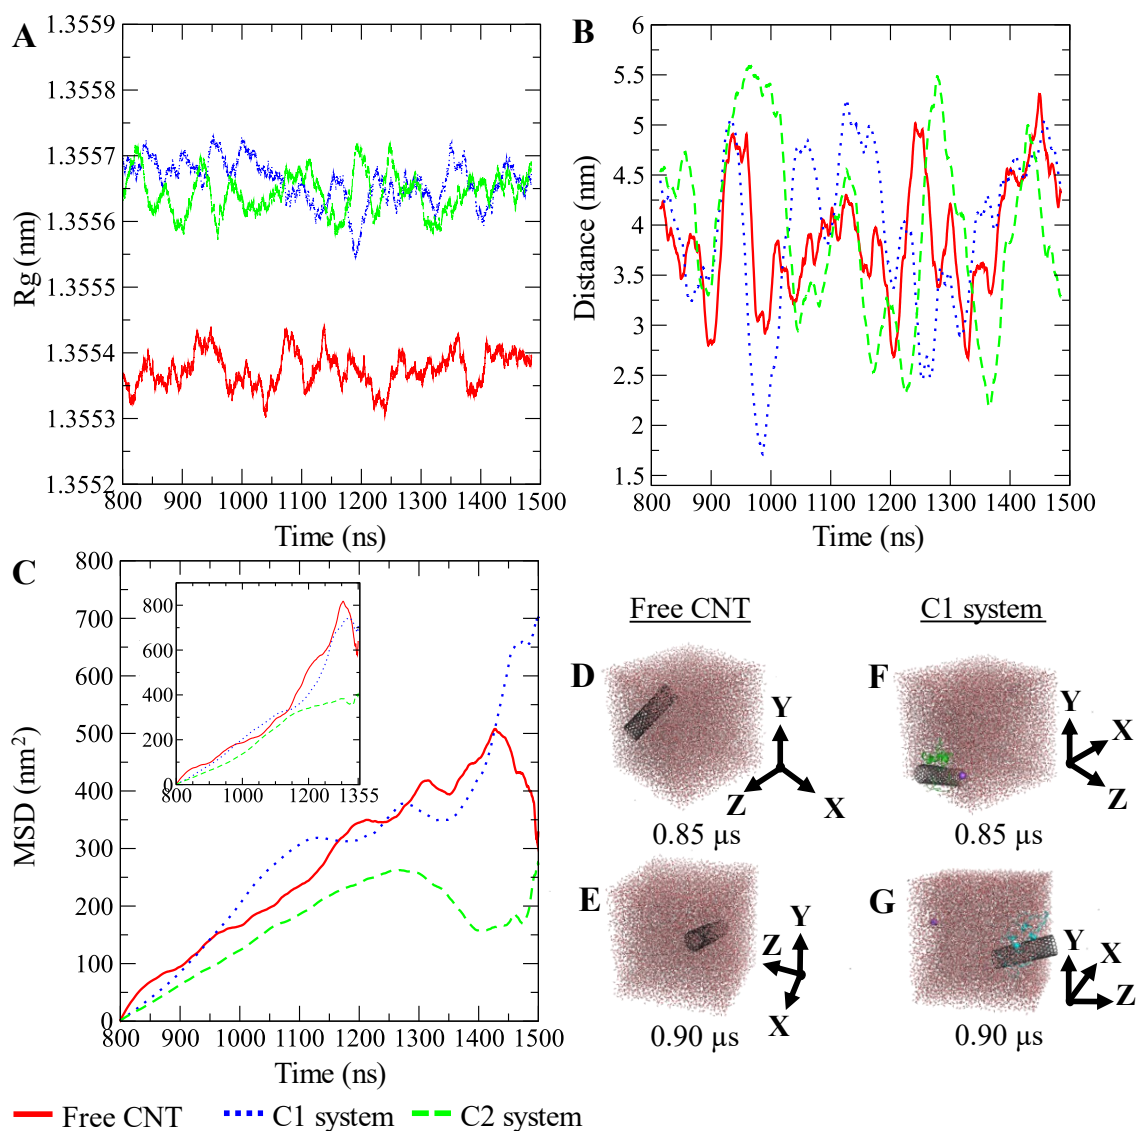 A
1.3559
1.3558
1.3557
1.3556
1.3555
1.3554
1.3553
1.3552
Rg (nm)
800 900 1000 1100 1200 1300 1400 1500
Time (ns)
B
6
5.5
5
4.5
4
3.5
3
2.5
2
1.5
Distance (nm)
800 900 1000 1100 1200 1300 1400 1500
Time (ns)
C
800
700
600
500
400
300
200
100
0
MSD (nm²)
800 900 1000 1100 1200 1300 1400 1500
Time (ns)
800
600
400
200
0
800 1000 1200 1355
Free CNT
C1 system
D
Y
Z
X
0.85 µs
F
Y
X
Z
0.85 µs
E
Y
Z
X
0.90 µs
G
Y
X
Z
0.90 µs
Free CNT C1 system C2 system